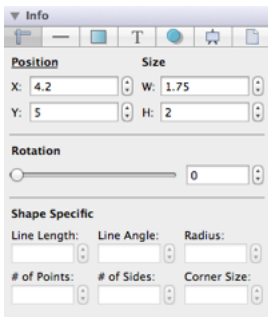 Info
T
Position Size
X: 4.2 W: 1.75
Y: 5 H: 2
Rotation
0
Shape Specific
Line Length: Line Angle: Radius:
# of Points: # of Sides: Corner Size: